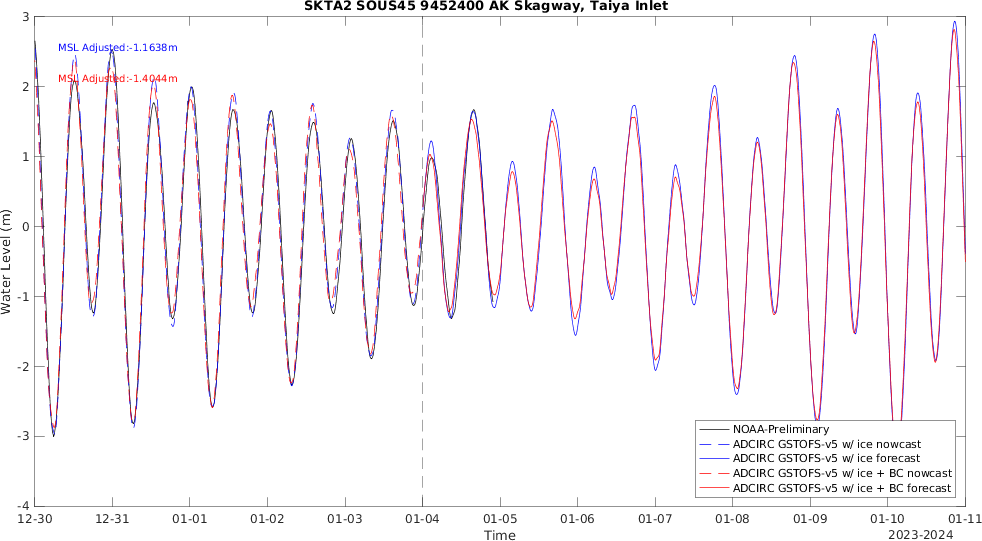 SKTA2 SOUS45 9452400 AK Skagway, Taiya Inlet
MSL Adjusted:-1.1638m
MSL Adjusted:-1.4044m
Water Level (m)
3
2
1
0
-1
-2
-3
-4
NOAA-Preliminary
ADCIRC GSTOFS-v5 w/ ice nowcast
ADCIRC GSTOFS-v5 w/ ice forecast
ADCIRC GSTOFS-v5 w/ ice + BC nowcast
ADCIRC GSTOFS-v5 w/ ice + BC forecast
12-30 12-31 01-01 01-02 01-03 01-04 01-05 01-06 01-07 01-08 01-09 01-10 01-11
Time
2023-2024